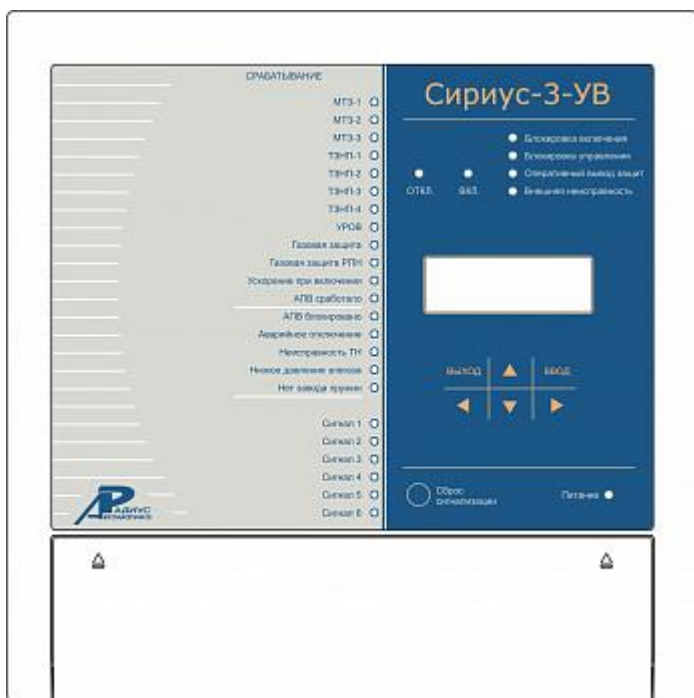 СРАБАТЫВАНИЕ
МТЗ-1
МТЗ-2
МТЗ-3
ТЗНП-1
ТЗНП-2
ТЗНП-3
ТЗНП-4
УРОВ
Газовая защита
Газовая защита РПН
Ускорение при включении
АПВ сработало
АПВ блокировано
Аварийное отключение
Неисправность ТН
Низкое давление элегаза
Нет завода пружин
Сигнал 1
Сигнал 2
Сигнал 3
Сигнал 4
Сигнал 5
Сигнал 6
РАДИУС
Автоматика
Сириус-3-УВ
Блокировка включения
Блокировка управления
Оперативный вывод защит
Внешняя неисправность
ОТКЛ. ВКЛ.
ВЫХОД ВВОД
Сброс
сигнализации
Питание